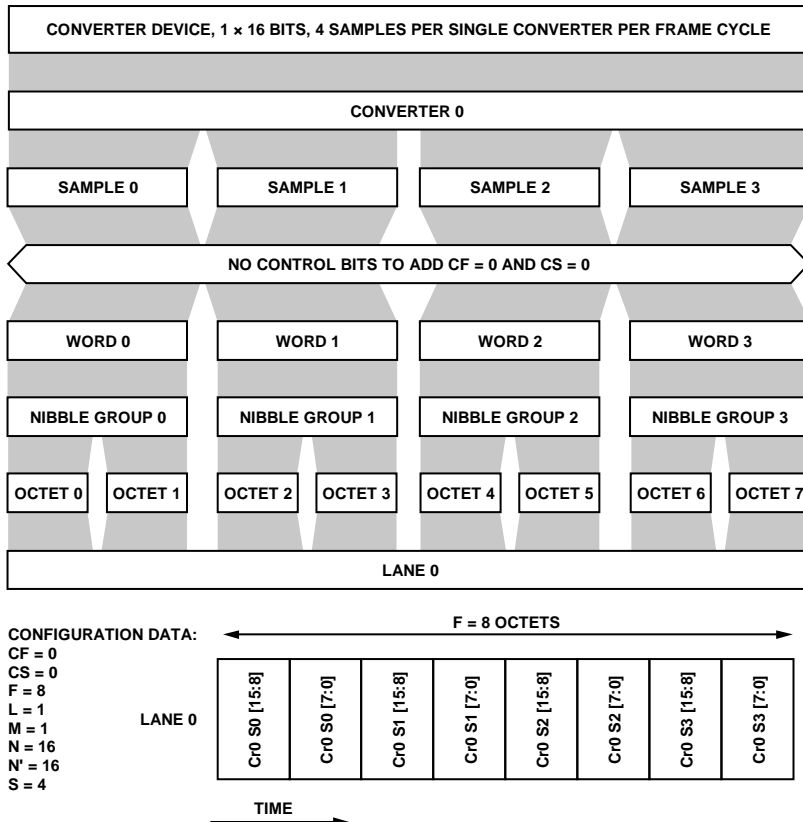 CONVERTER DEVICE, 1 × 16 BITS, 4 SAMPLES PER SINGLE CONVERTER PER FRAME CYCLE
CONVERTER 0
SAMPLE 0 SAMPLE 1 SAMPLE 2 SAMPLE 3
NO CONTROL BITS TO ADD CF = 0 AND CS = 0
WORD 0 WORD 1 WORD 2 WORD 3
NIBBLE GROUP 0 NIBBLE GROUP 1 NIBBLE GROUP 2 NIBBLE GROUP 3
OCTET 0 OCTET 1 OCTET 2 OCTET 3 OCTET 4 OCTET 5 OCTET 6 OCTET 7
LANE 0
CONFIGURATION DATA:
CF = 0
CS = 0
F = 8
L = 1
M = 1
N = 16
N' = 16
S = 4
F = 8 OCTETS
LANE 0
Cr0 S0 [15:8]
Cr0 S0 [7:0]
Cr0 S1 [15:8]
Cr0 S1 [7:0]
Cr0 S2 [15:8]
Cr0 S2 [7:0]
Cr0 S3 [15:8]
Cr0 S3 [7:0]
TIME